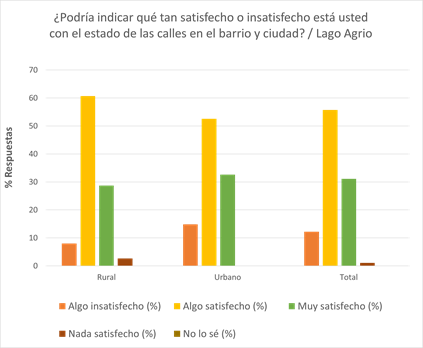 ¿Podría indicar qué tan satisfecho o insatisfecho está usted
con el estado de las calles en el barrio y ciudad? / Lago Agrio
% Respuestas
70
60
50
40
30
20
10
0
Rural
Urbano
Total
Algo insatisfecho (%)
Algo satisfecho (%)
Muy satisfecho (%)
Nada satisfecho (%)
No lo sé (%)